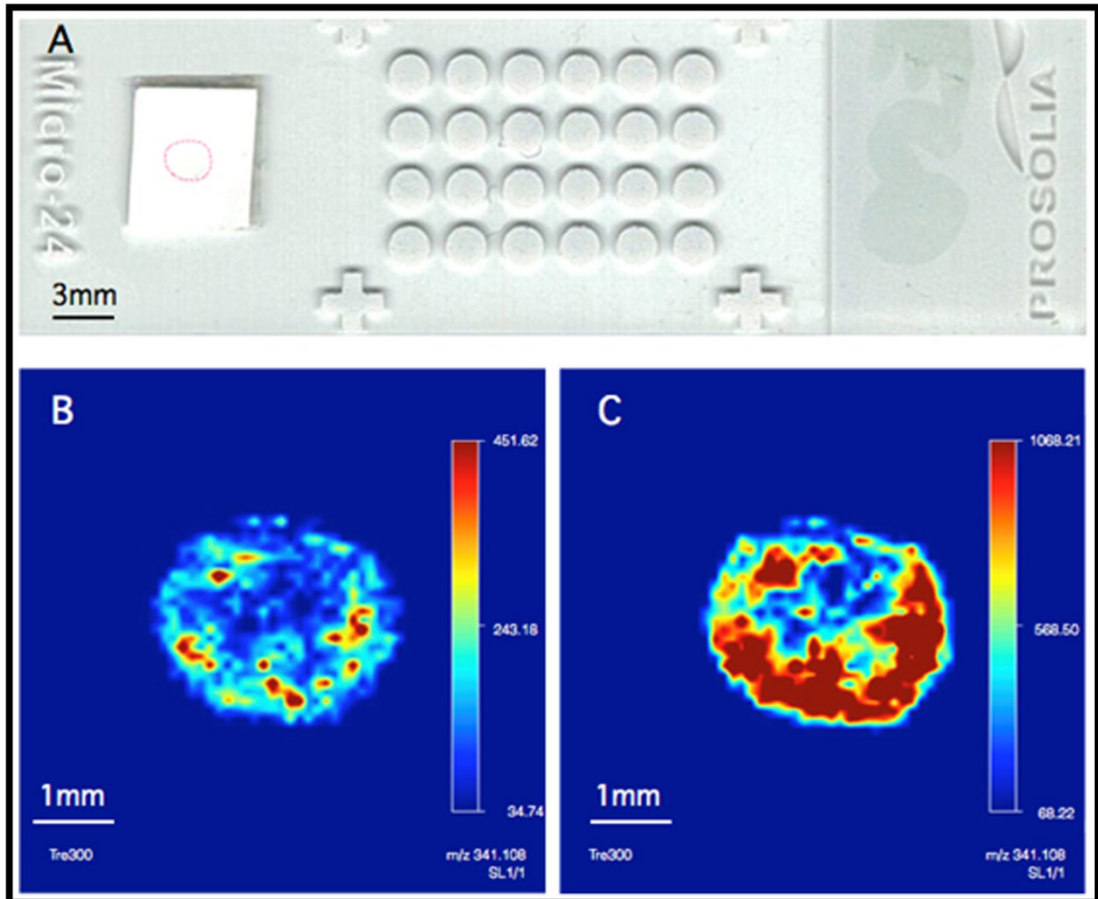 A
Micro-24
3mm
PROSOLIA
B
451.62
243.18
34.74
1mm
Tre300
m/z 341.108
SL1/1
C
1068.21
568.50
68.22
1mm
Tre300
m/z 341.108
SL1/1